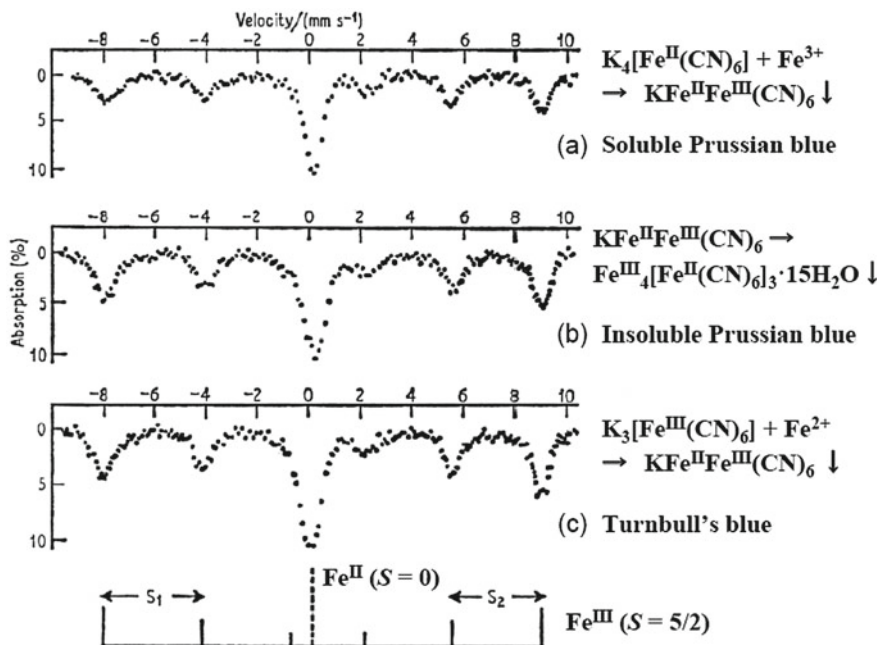 Velocity/(mm s⁻¹)
-8 -6 -4 -2 0 2 4 6 8 10
0
5
10
K₄[Feᴵᴵ(CN)₆] + Fe³⁺
→ KFeᴵᴵFeᴵᴵᴵ(CN)₆ ↓
(a) Soluble Prussian blue
-8 -6 -4 -2 0 2 4 6 8 10
Absorption (%)
0
5
10
KFeᴵᴵFeᴵᴵᴵ(CN)₆ →
Feᴵᴵᴵ₄[Feᴵᴵ(CN)₆]₃·15H₂O ↓
(b) Insoluble Prussian blue
-8 -6 -4 -2 0 2 4 6 8 10
0
5
10
K₃[Feᴵᴵᴵ(CN)₆] + Fe²⁺
→ KFeᴵᴵFeᴵᴵᴵ(CN)₆ ↓
(c) Turnbull's blue
Feᴵᴵ (S = 0)
S₁
S₂
Feᴵᴵᴵ (S = 5/2)